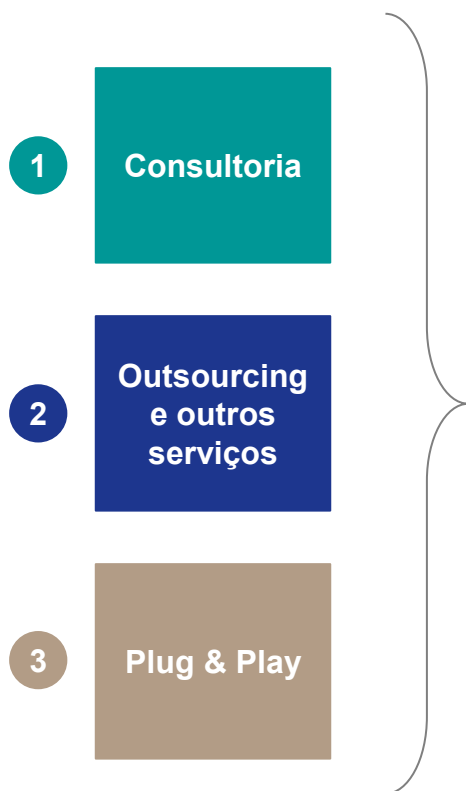 1
Consultoria
2
Outsourcing
e outros
serviços
3
Plug & Play